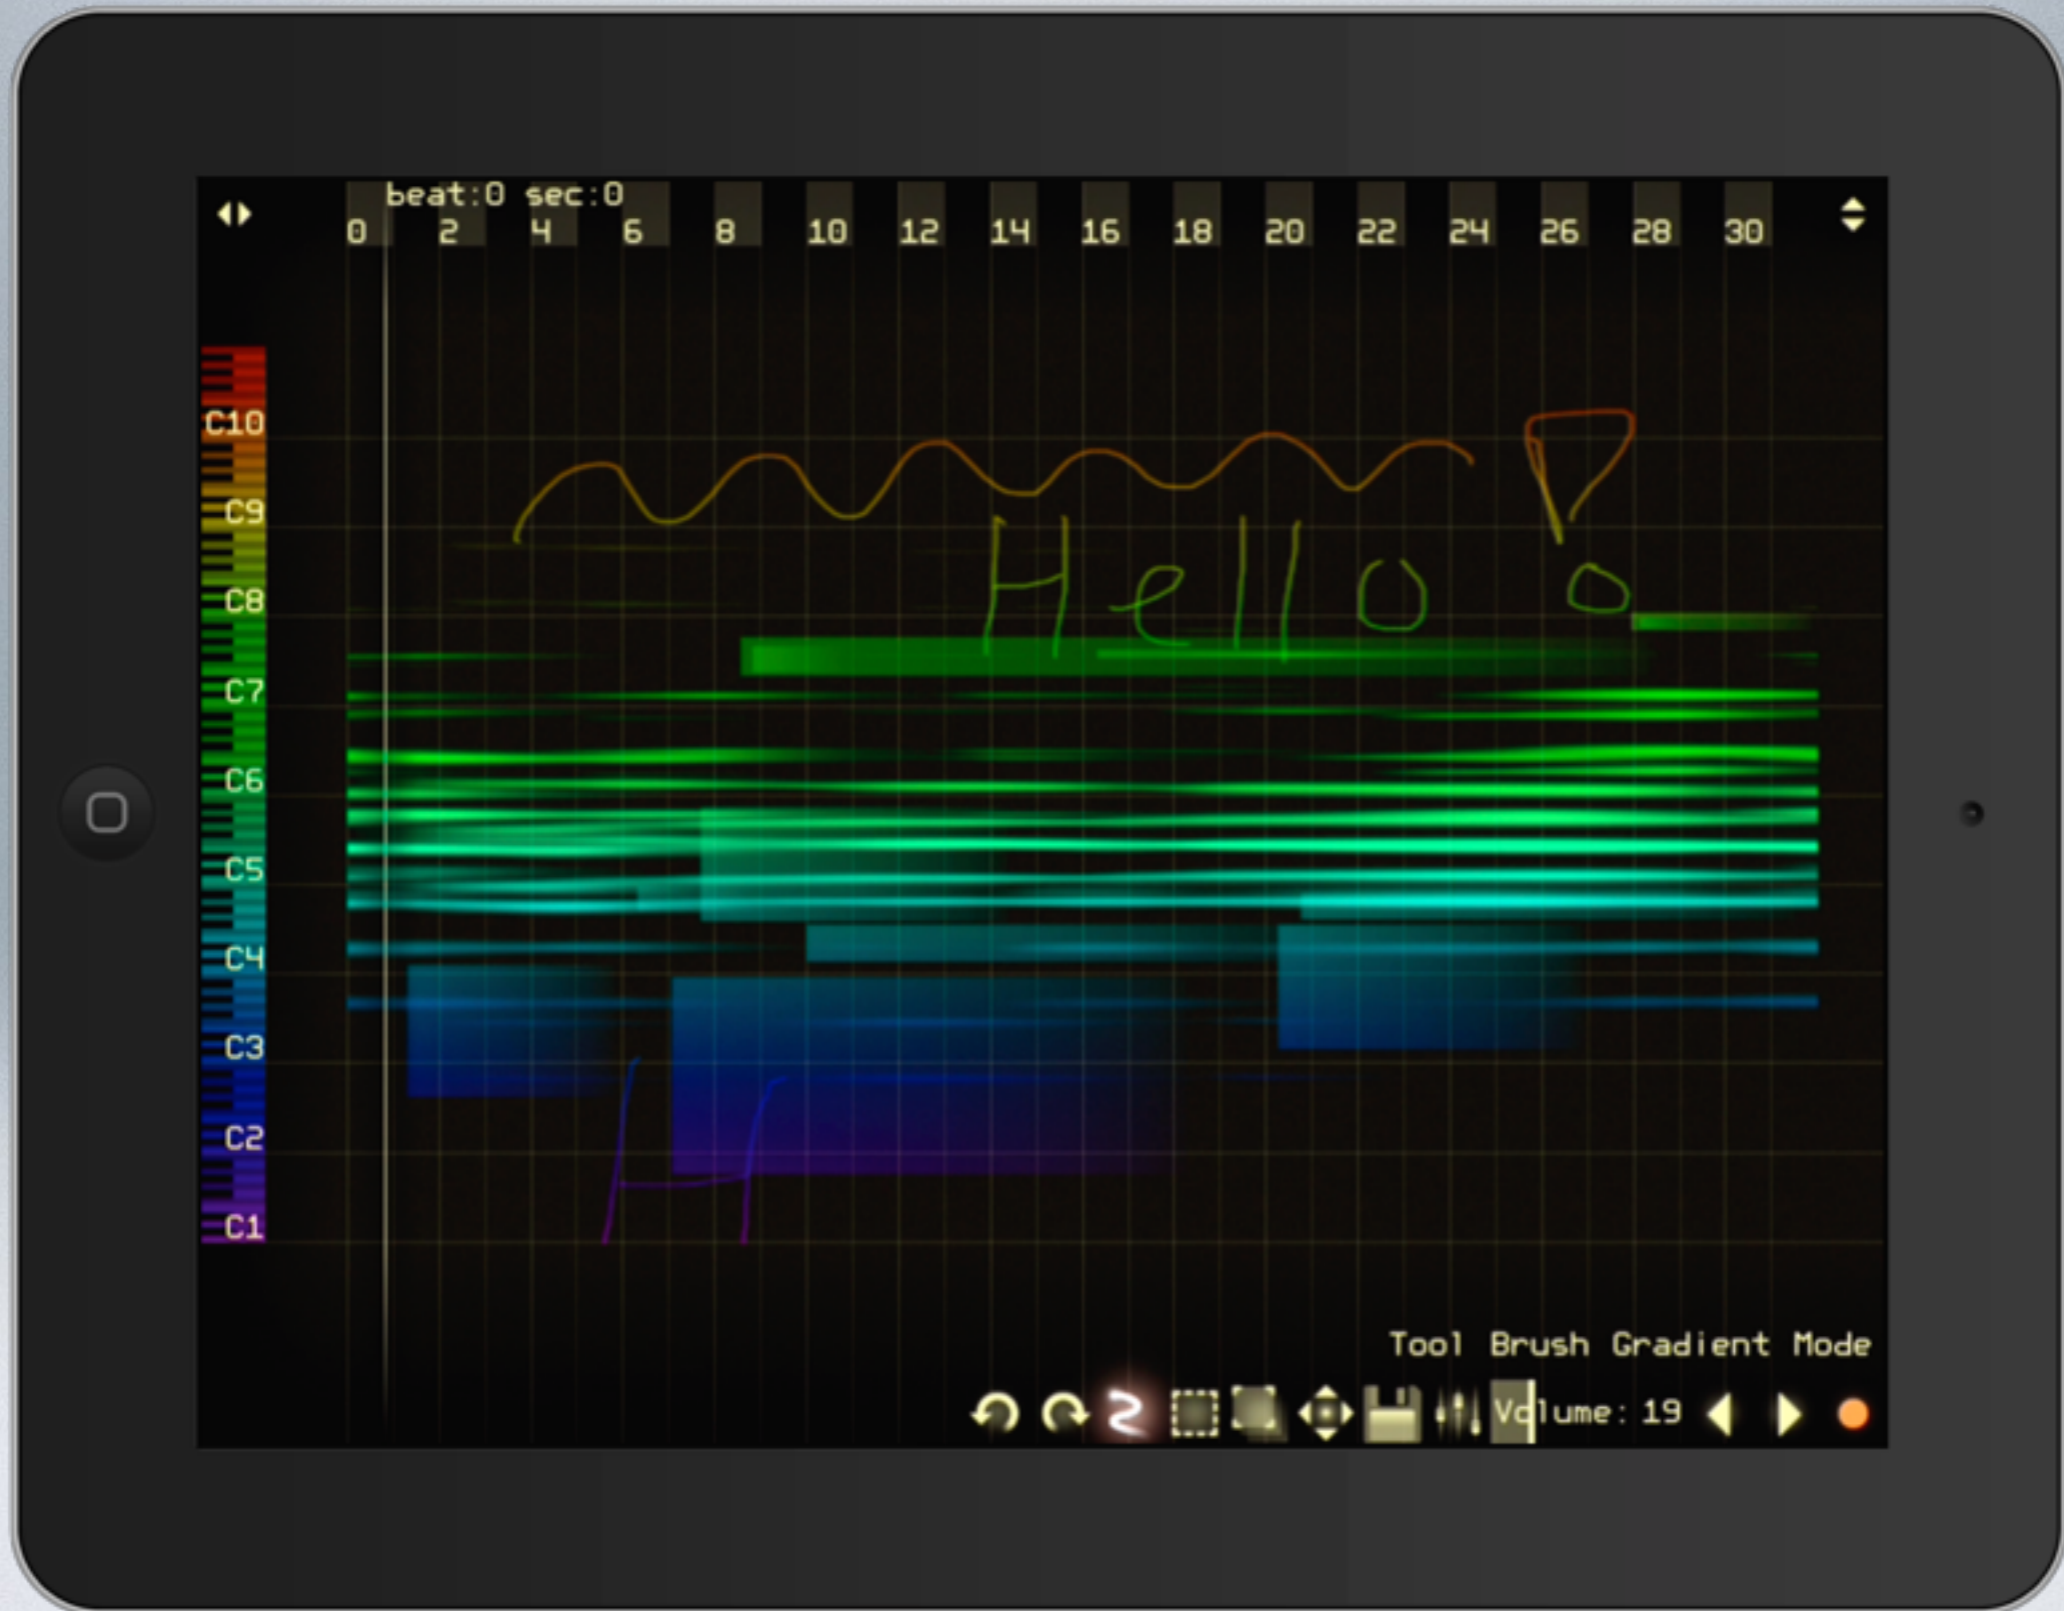 beat:0 sec:0
0 2 4 6 8 10 12 14 16 18 20 22 24 26 28 30
C10
C9
Hello
C8
C7
C6
C5
C4
C3
C2
H
C1
Tool Brush Gradient Mode
Volume: 19